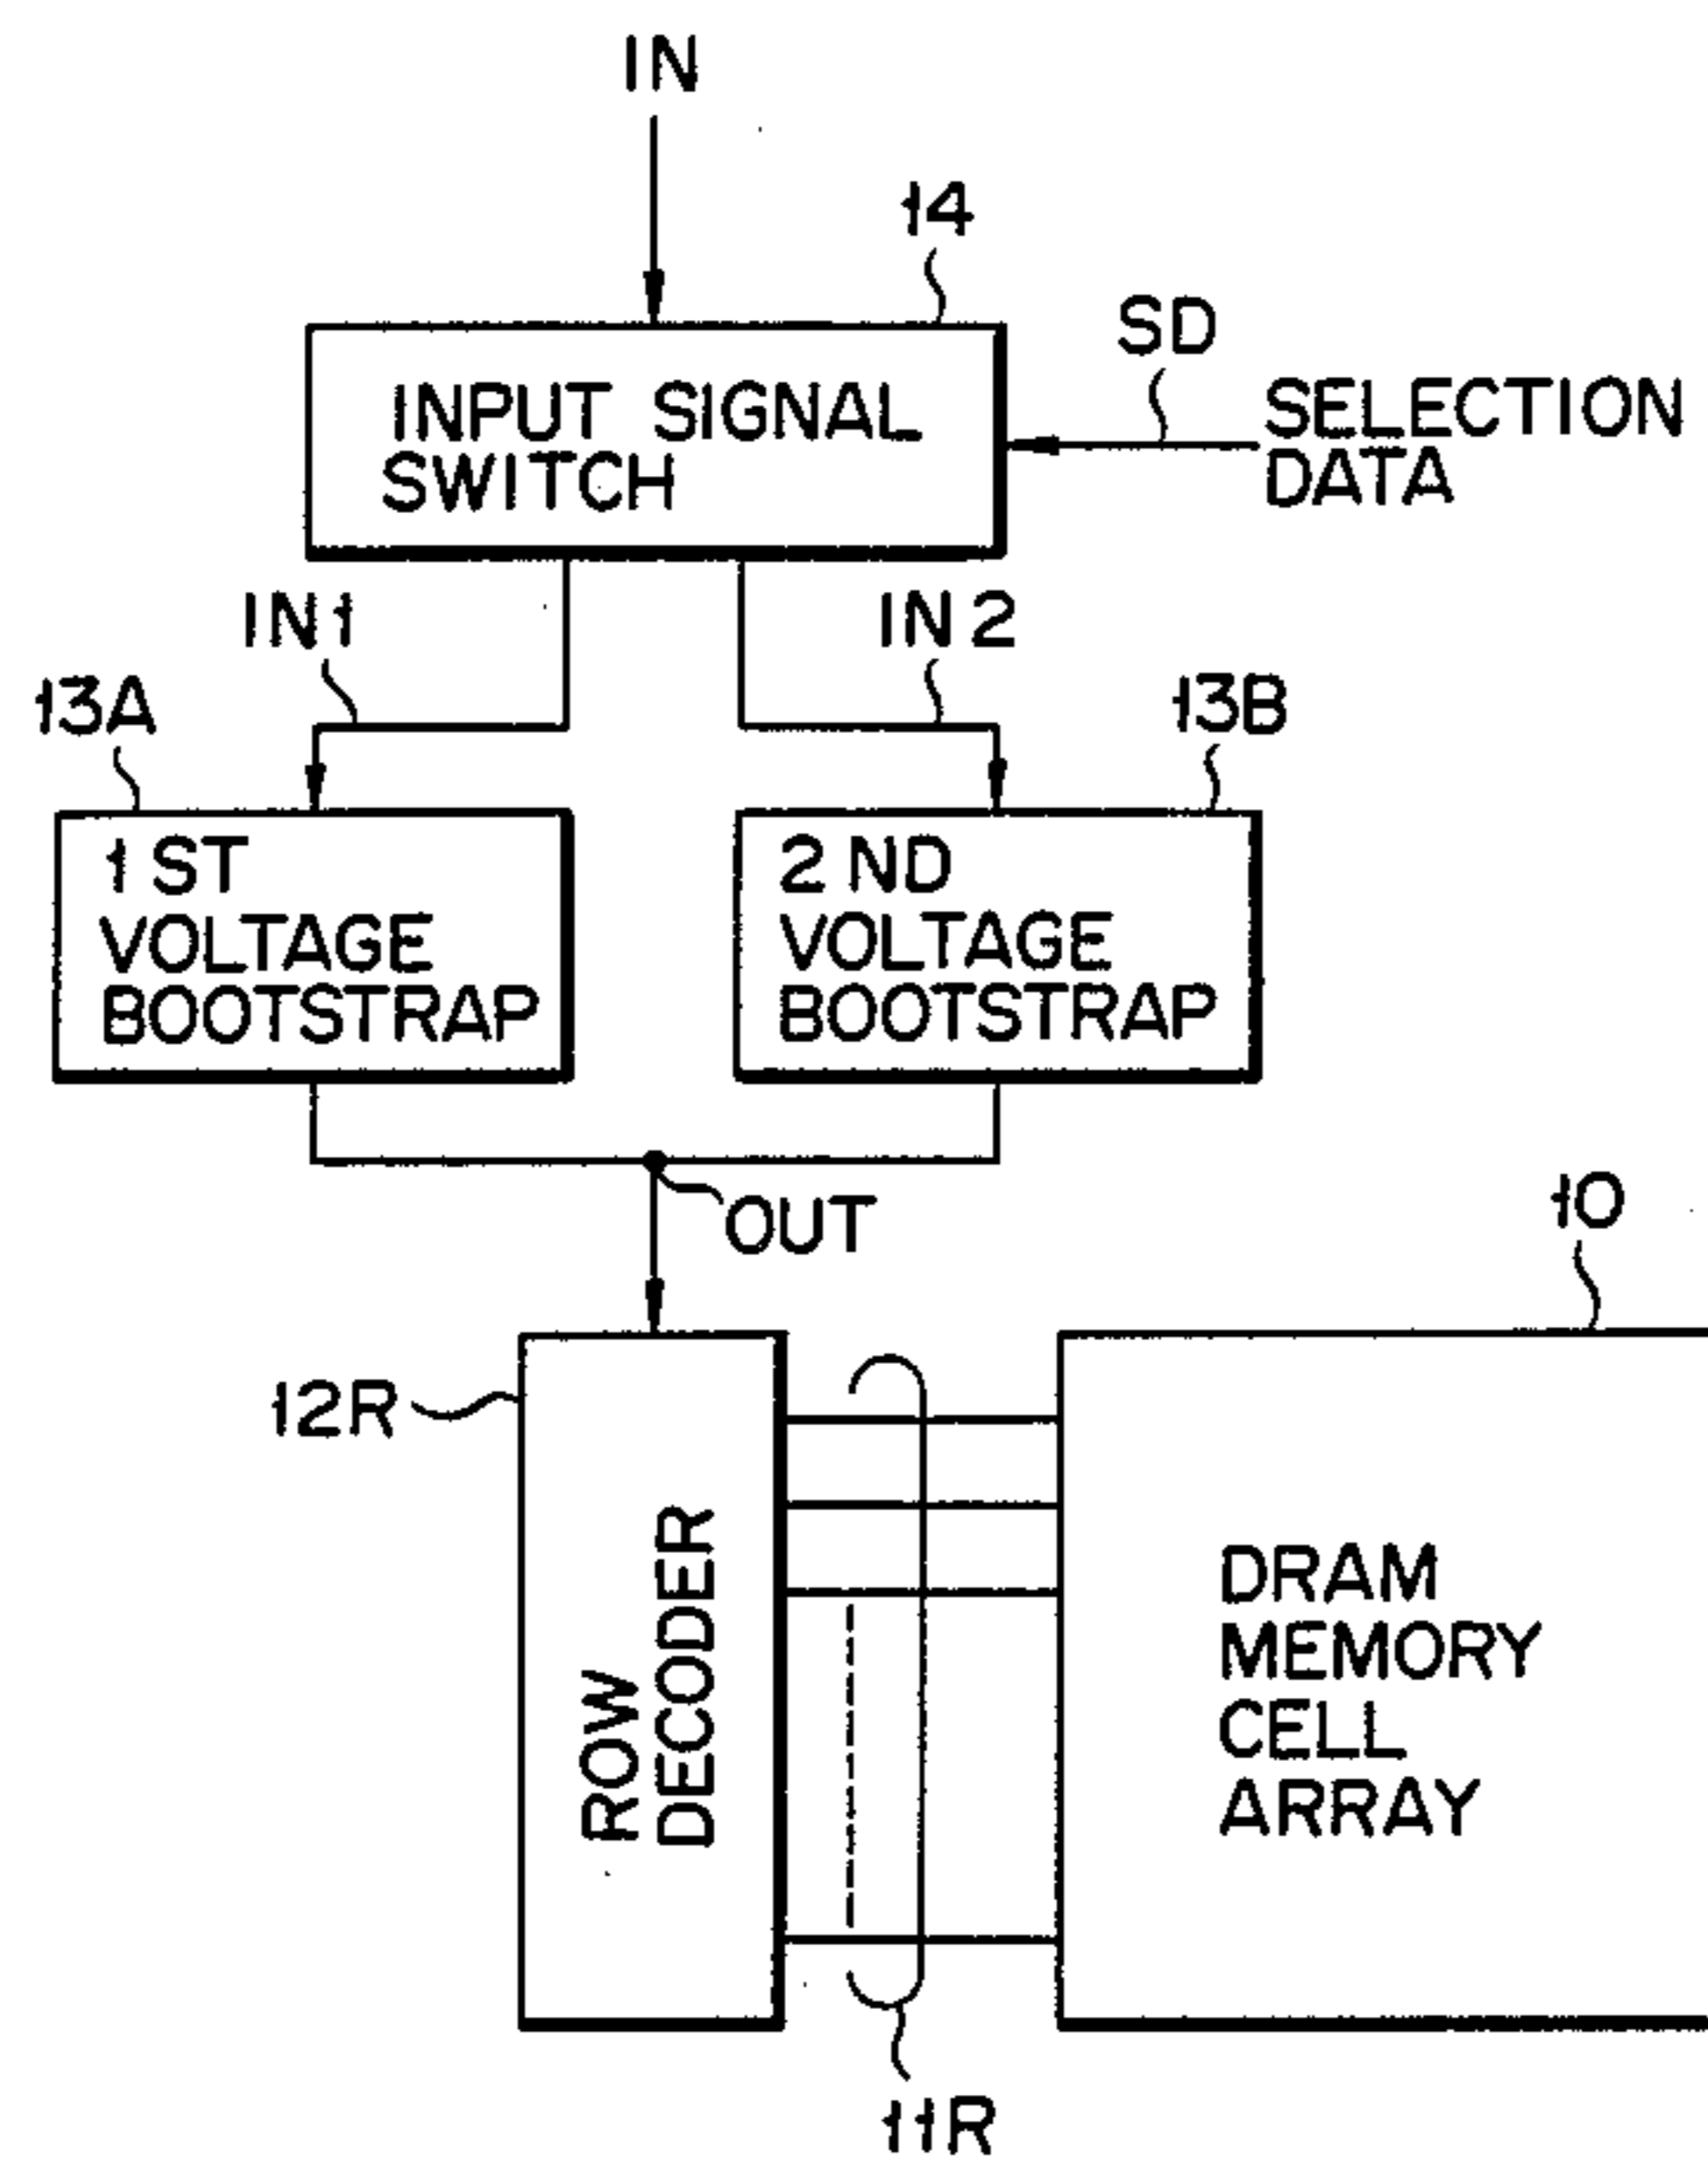 IN
14
SD
INPUT SIGNAL
SWITCH
SELECTION
DATA
IN1
IN2
13A
13B
1ST
VOLTAGE
BOOTSTRAP
2ND
VOLTAGE
BOOTSTRAP
OUT
10
12R
ROW
DECODER
DRAM
MEMORY
CELL
ARRAY
11R